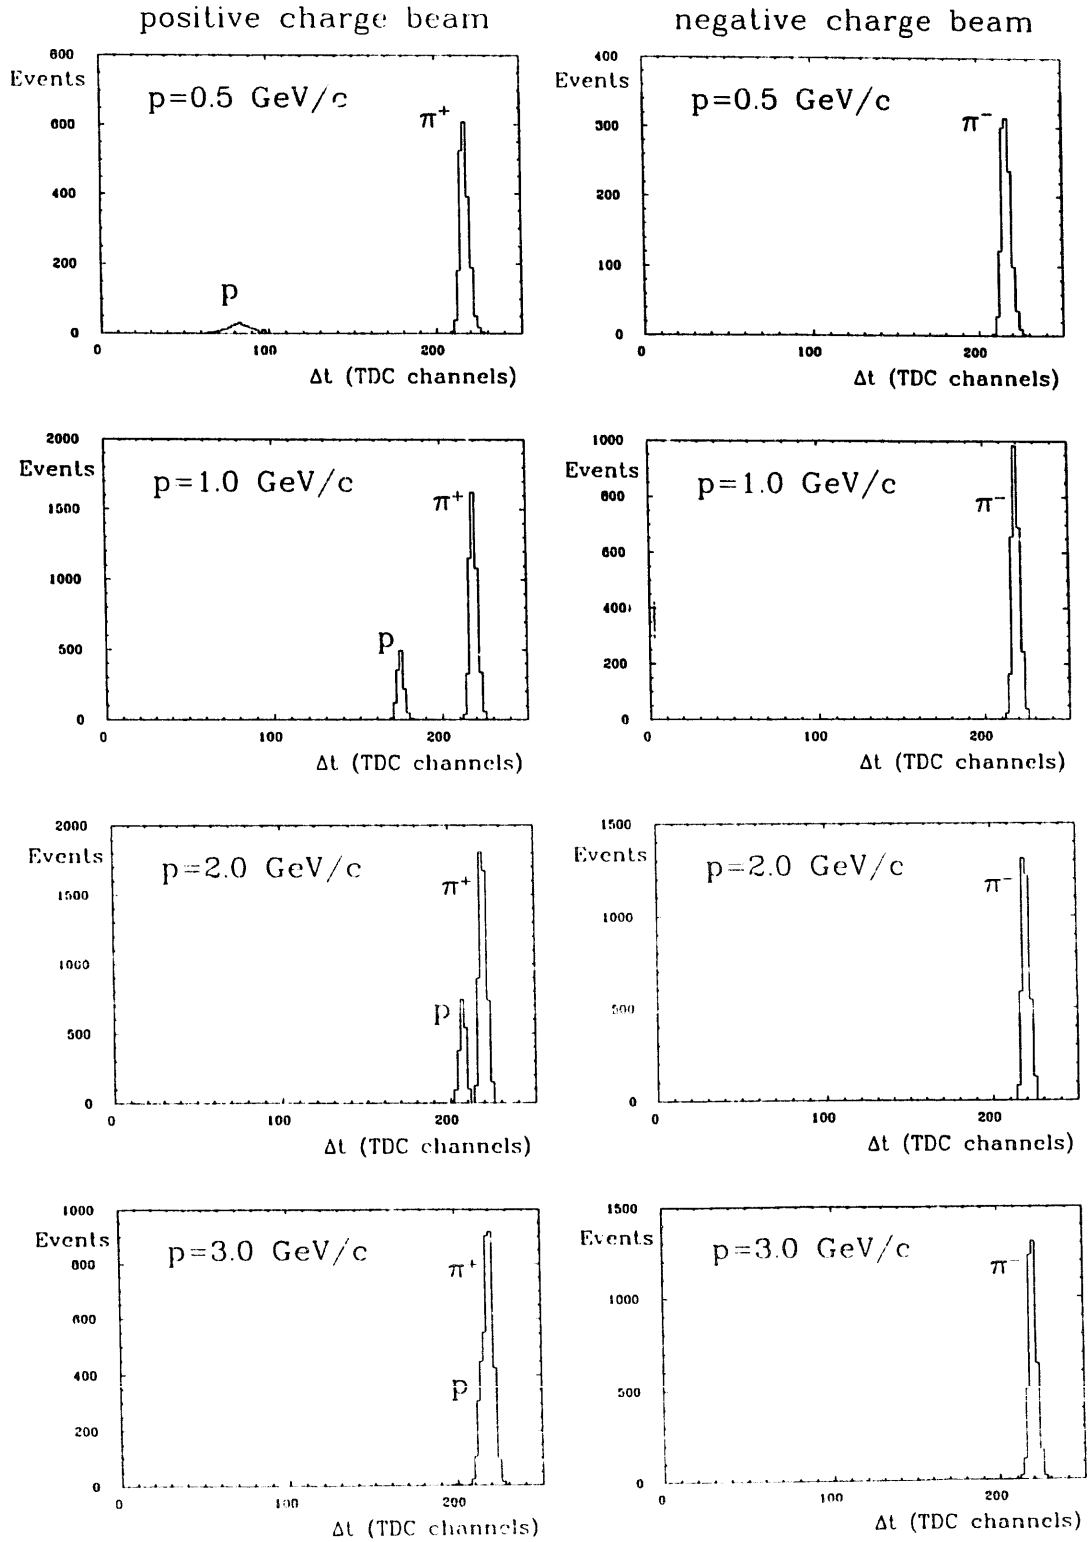 positive charge beam
negative charge beam
800
Events
600
400
200
0
p=0.5 GeV/c
π+
p
0 100 200
Δt (TDC channels)
400
Events
300
200
100
0
p=0.5 GeV/c
π−
0 100 200
Δt (TDC channels)
2000
Events
1500
1000
500
0
p=1.0 GeV/c
π+
p
0 100 200
Δt (TDC channels)
1000
Events
800
600
400
200
0
p=1.0 GeV/c
π−
0 100 200
Δt (TDC channels)
2000
Events
1500
1000
500
0
p=2.0 GeV/c
π+
p
0 100 200
Δt (TDC channels)
1500
Events
1000
500
0
p=2.0 GeV/c
π−
0 100 200
Δt (TDC channels)
1000
Events
800
600
400
200
0
p=3.0 GeV/c
π+
p
0 100 200
Δt (TDC channels)
1500
Events
1000
500
0
p=3.0 GeV/c
π−
0 100 200
Δt (TDC channels)